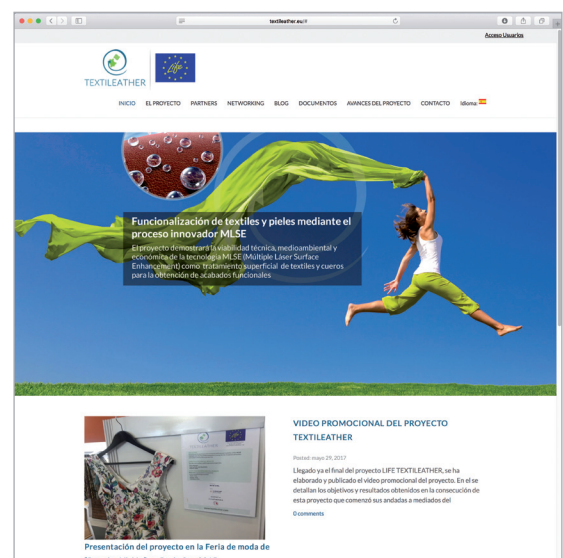 textileather.eu/#
Acceso Usuarios
TEXTILEATHER
Life
INICIO EL PROYECTO PARTNERS NETWORKING BLOG DOCUMENTOS AVANCES DEL PROYECTO CONTACTO Idioma:
Funcionalización de textiles y pieles mediante el
proceso innovador MLSE
El proyecto demostrará la viabilidad técnica, medioambiental y
económica de la tecnología MLSE (Múltiple Láser Surface
Enhancement) como tratamiento superficial de textiles y cueros
para la obtención de acabados funcionales
Presentación del proyecto en la Feria de moda de
VIDEO PROMOCIONAL DEL PROYECTO
TEXTILEATHER
Posted: mayo 29, 2017
Llegado ya el final del proyecto LIFE TEXTILEATHER, se ha
elaborado y publicado el video promocional del proyecto. En el se
detallan los objetivos y resultados obtenidos en la consecución de
esta proyecto que comenzó sus andadas a mediados del
0 comments